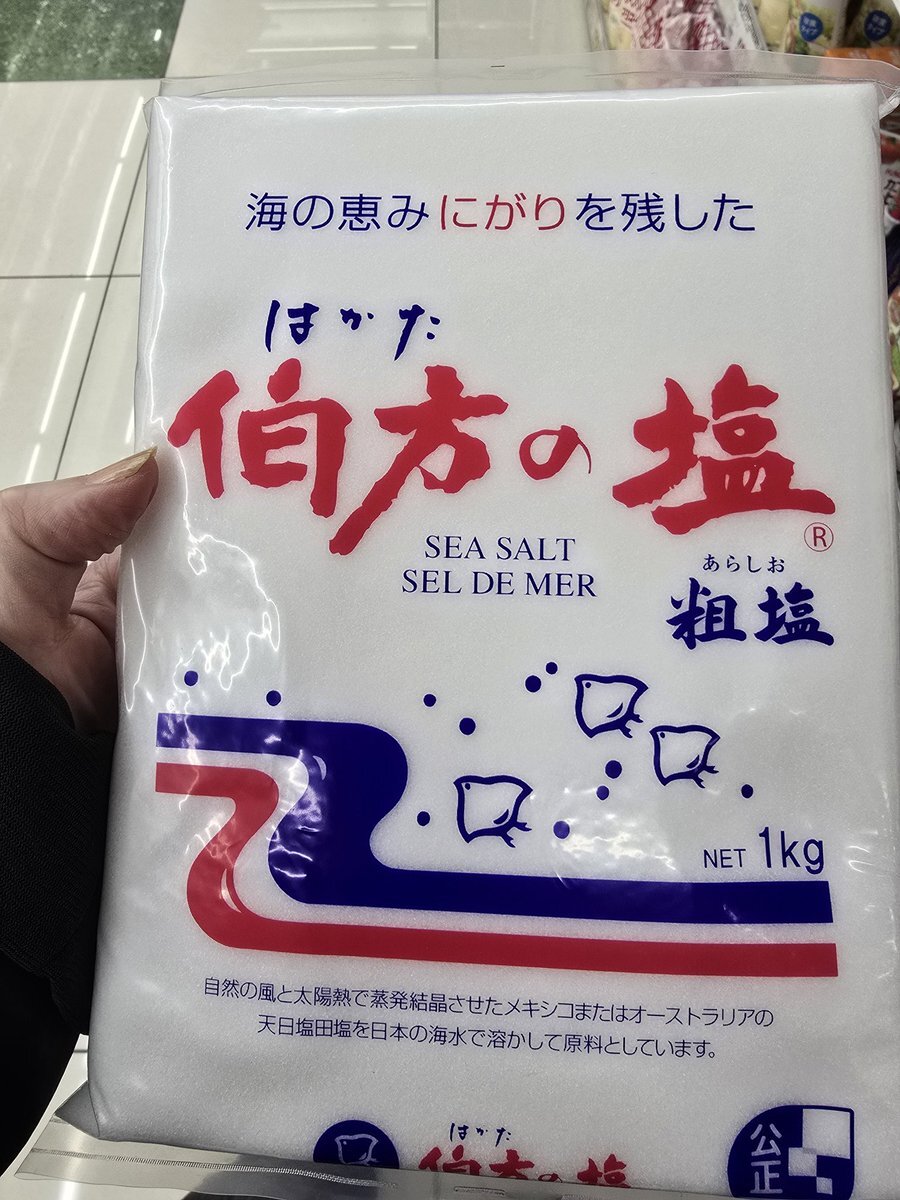 海の恵みにがりを残した
はかた
伯方の塩
®
SEA SALT
SEL DE MER
あらしお
粗塩
NET 1kg
自然の風と太陽熱で蒸発結晶させたメキシコまたはオーストラリアの
天日塩田塩を日本の海水で溶かして原料としています。
はかた
伯方の塩
公正